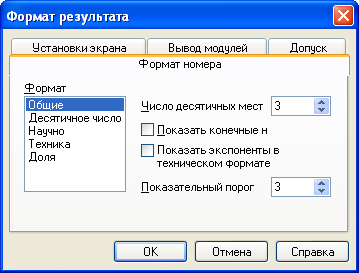 Формат результата
Установки экрана
Вывод модулей
Допуск
Формат номера
Формат
Общие
Десятичное число
Научно
Техника
Доля
Число десятичных мест
3
Показать конечные н
Показать экспоненты в
техническом формате
Показательный порог
3
OK
Отмена
Справка